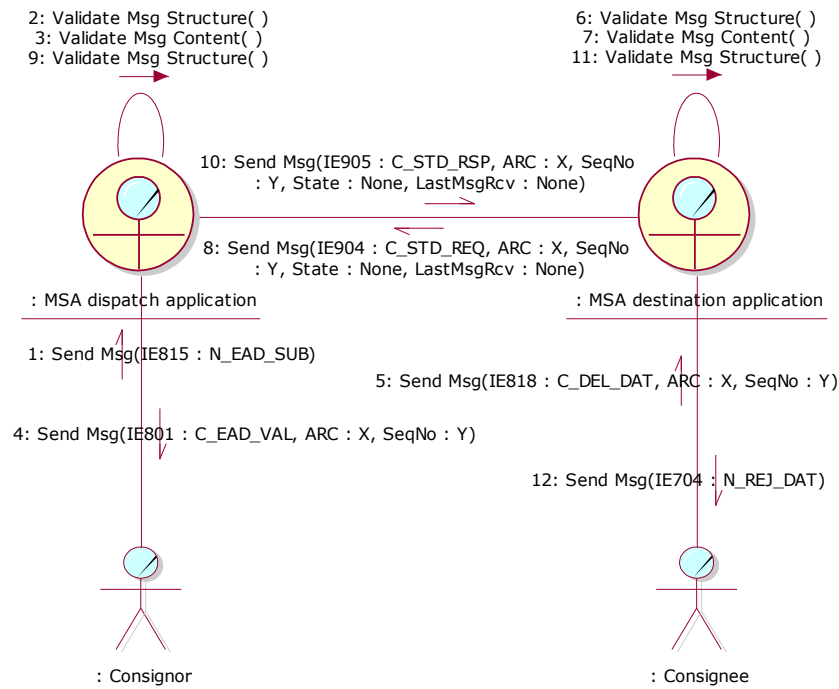 2: Validate Msg Structure( )
3: Validate Msg Content( )
9: Validate Msg Structure( )
6: Validate Msg Structure( )
7: Validate Msg Content( )
11: Validate Msg Structure( )
10: Send Msg(IE905 : C_STD_RSP, ARC : X, SeqNo
: Y, State : None, LastMsgRcv : None)
8: Send Msg(IE904 : C_STD_REQ, ARC : X, SeqNo
: Y, State : None, LastMsgRcv : None)
: MSA dispatch application
: MSA destination application
1: Send Msg(IE815 : N_EAD_SUB)
5: Send Msg(IE818 : C_DEL_DAT, ARC : X, SeqNo : Y)
4: Send Msg(IE801 : C_EAD_VAL, ARC : X, SeqNo : Y)
12: Send Msg(IE704 : N_REJ_DAT)
: Consignor
: Consignee